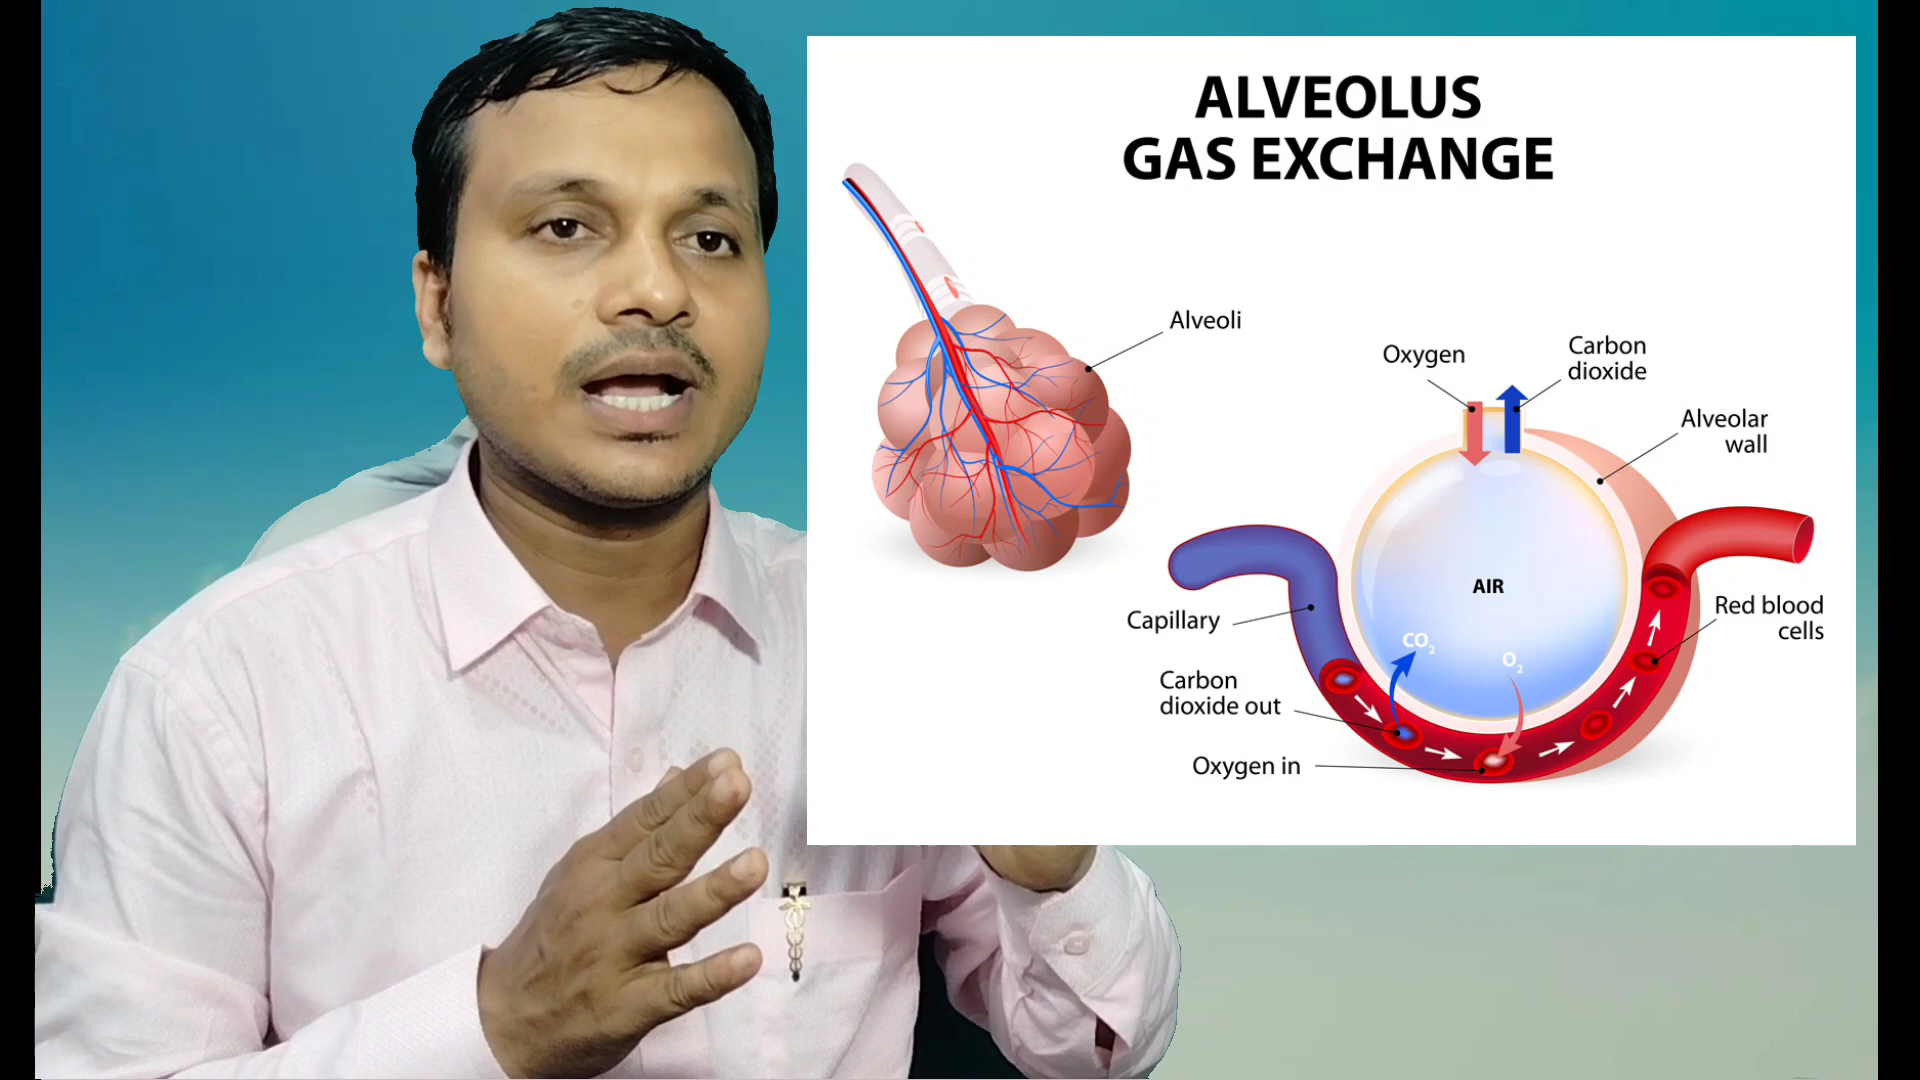 ALVEOLUS
GAS EXCHANGE
Alveoli
Oxygen
Carbon
dioxide
Alveolar
wall
AIR
Capillary
Red blood
cells
CO₂
O₂
Carbon
dioxide out
Oxygen in